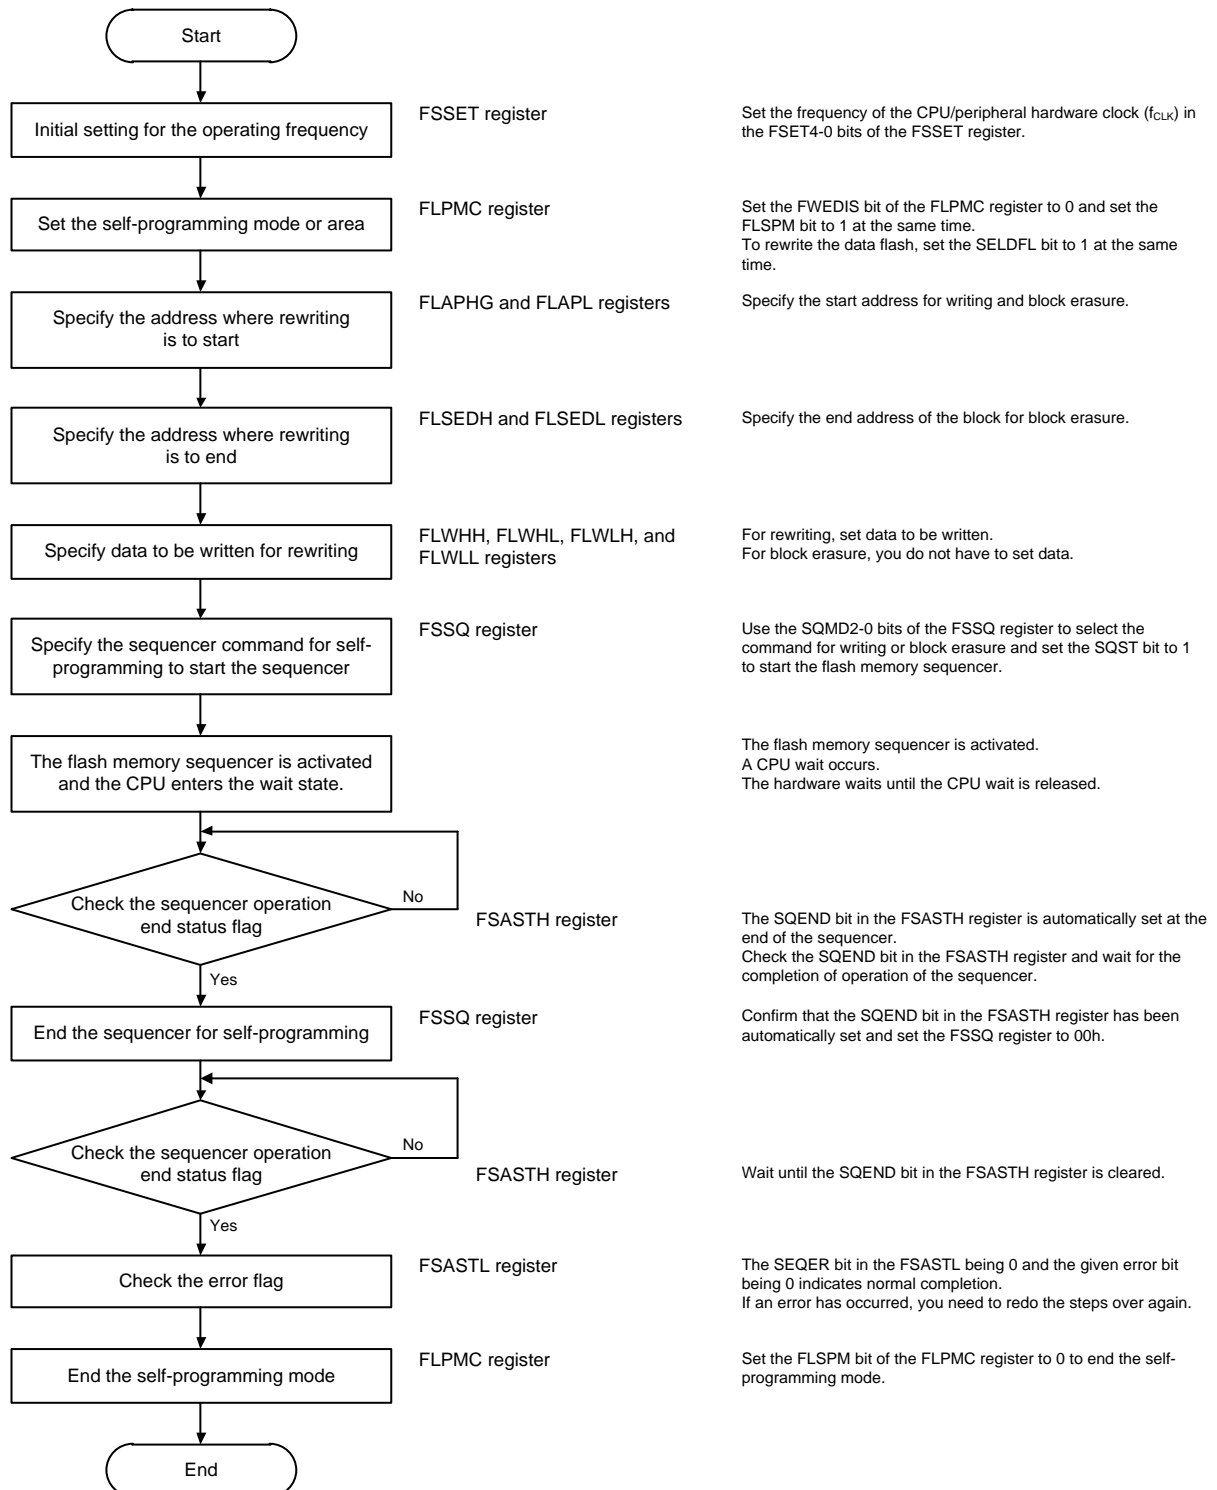 Start
Initial setting for the operating frequency
FSSET register
Set the frequency of the CPU/peripheral hardware clock (fCLK) in
the FSET4-0 bits of the FSSET register.
Set the self-programming mode or area
FLPMC register
Set the FWEDIS bit of the FLPMC register to 0 and set the
FLSPM bit to 1 at the same time.
To rewrite the data flash, set the SELDFL bit to 1 at the same
time.
Specify the address where rewriting
is to start
FLAPHG and FLAPL registers
Specify the start address for writing and block erasure.
Specify the address where rewriting
is to end
FLSEDH and FLSEDL registers
Specify the end address of the block for block erasure.
Specify data to be written for rewriting
FLWHH, FLWHL, FLWLH, and
FLWLL registers
For rewriting, set data to be written.
For block erasure, you do not have to set data.
Specify the sequencer command for self-
programming to start the sequencer
FSSQ register
Use the SQMD2-0 bits of the FSSQ register to select the
command for writing or block erasure and set the SQST bit to 1
to start the flash memory sequencer.
The flash memory sequencer is activated
and the CPU enters the wait state.
The flash memory sequencer is activated.
A CPU wait occurs.
The hardware waits until the CPU wait is released.
Check the sequencer operation
end status flag
No
Yes
FSASTH register
The SQEND bit in the FSASTH register is automatically set at the
end of the sequencer.
Check the SQEND bit in the FSASTH register and wait for the
completion of operation of the sequencer.
End the sequencer for self-programming
FSSQ register
Confirm that the SQEND bit in the FSASTH register has been
automatically set and set the FSSQ register to 00h.
Check the sequencer operation
end status flag
No
Yes
FSASTH register
Wait until the SQEND bit in the FSASTH register is cleared.
Check the error flag
FSASTL register
The SEQER bit in the FSASTL being 0 and the given error bit
being 0 indicates normal completion.
If an error has occurred, you need to redo the steps over again.
End the self-programming mode
FLPMC register
Set the FLSPM bit of the FLPMC register to 0 to end the self-
programming mode.
End